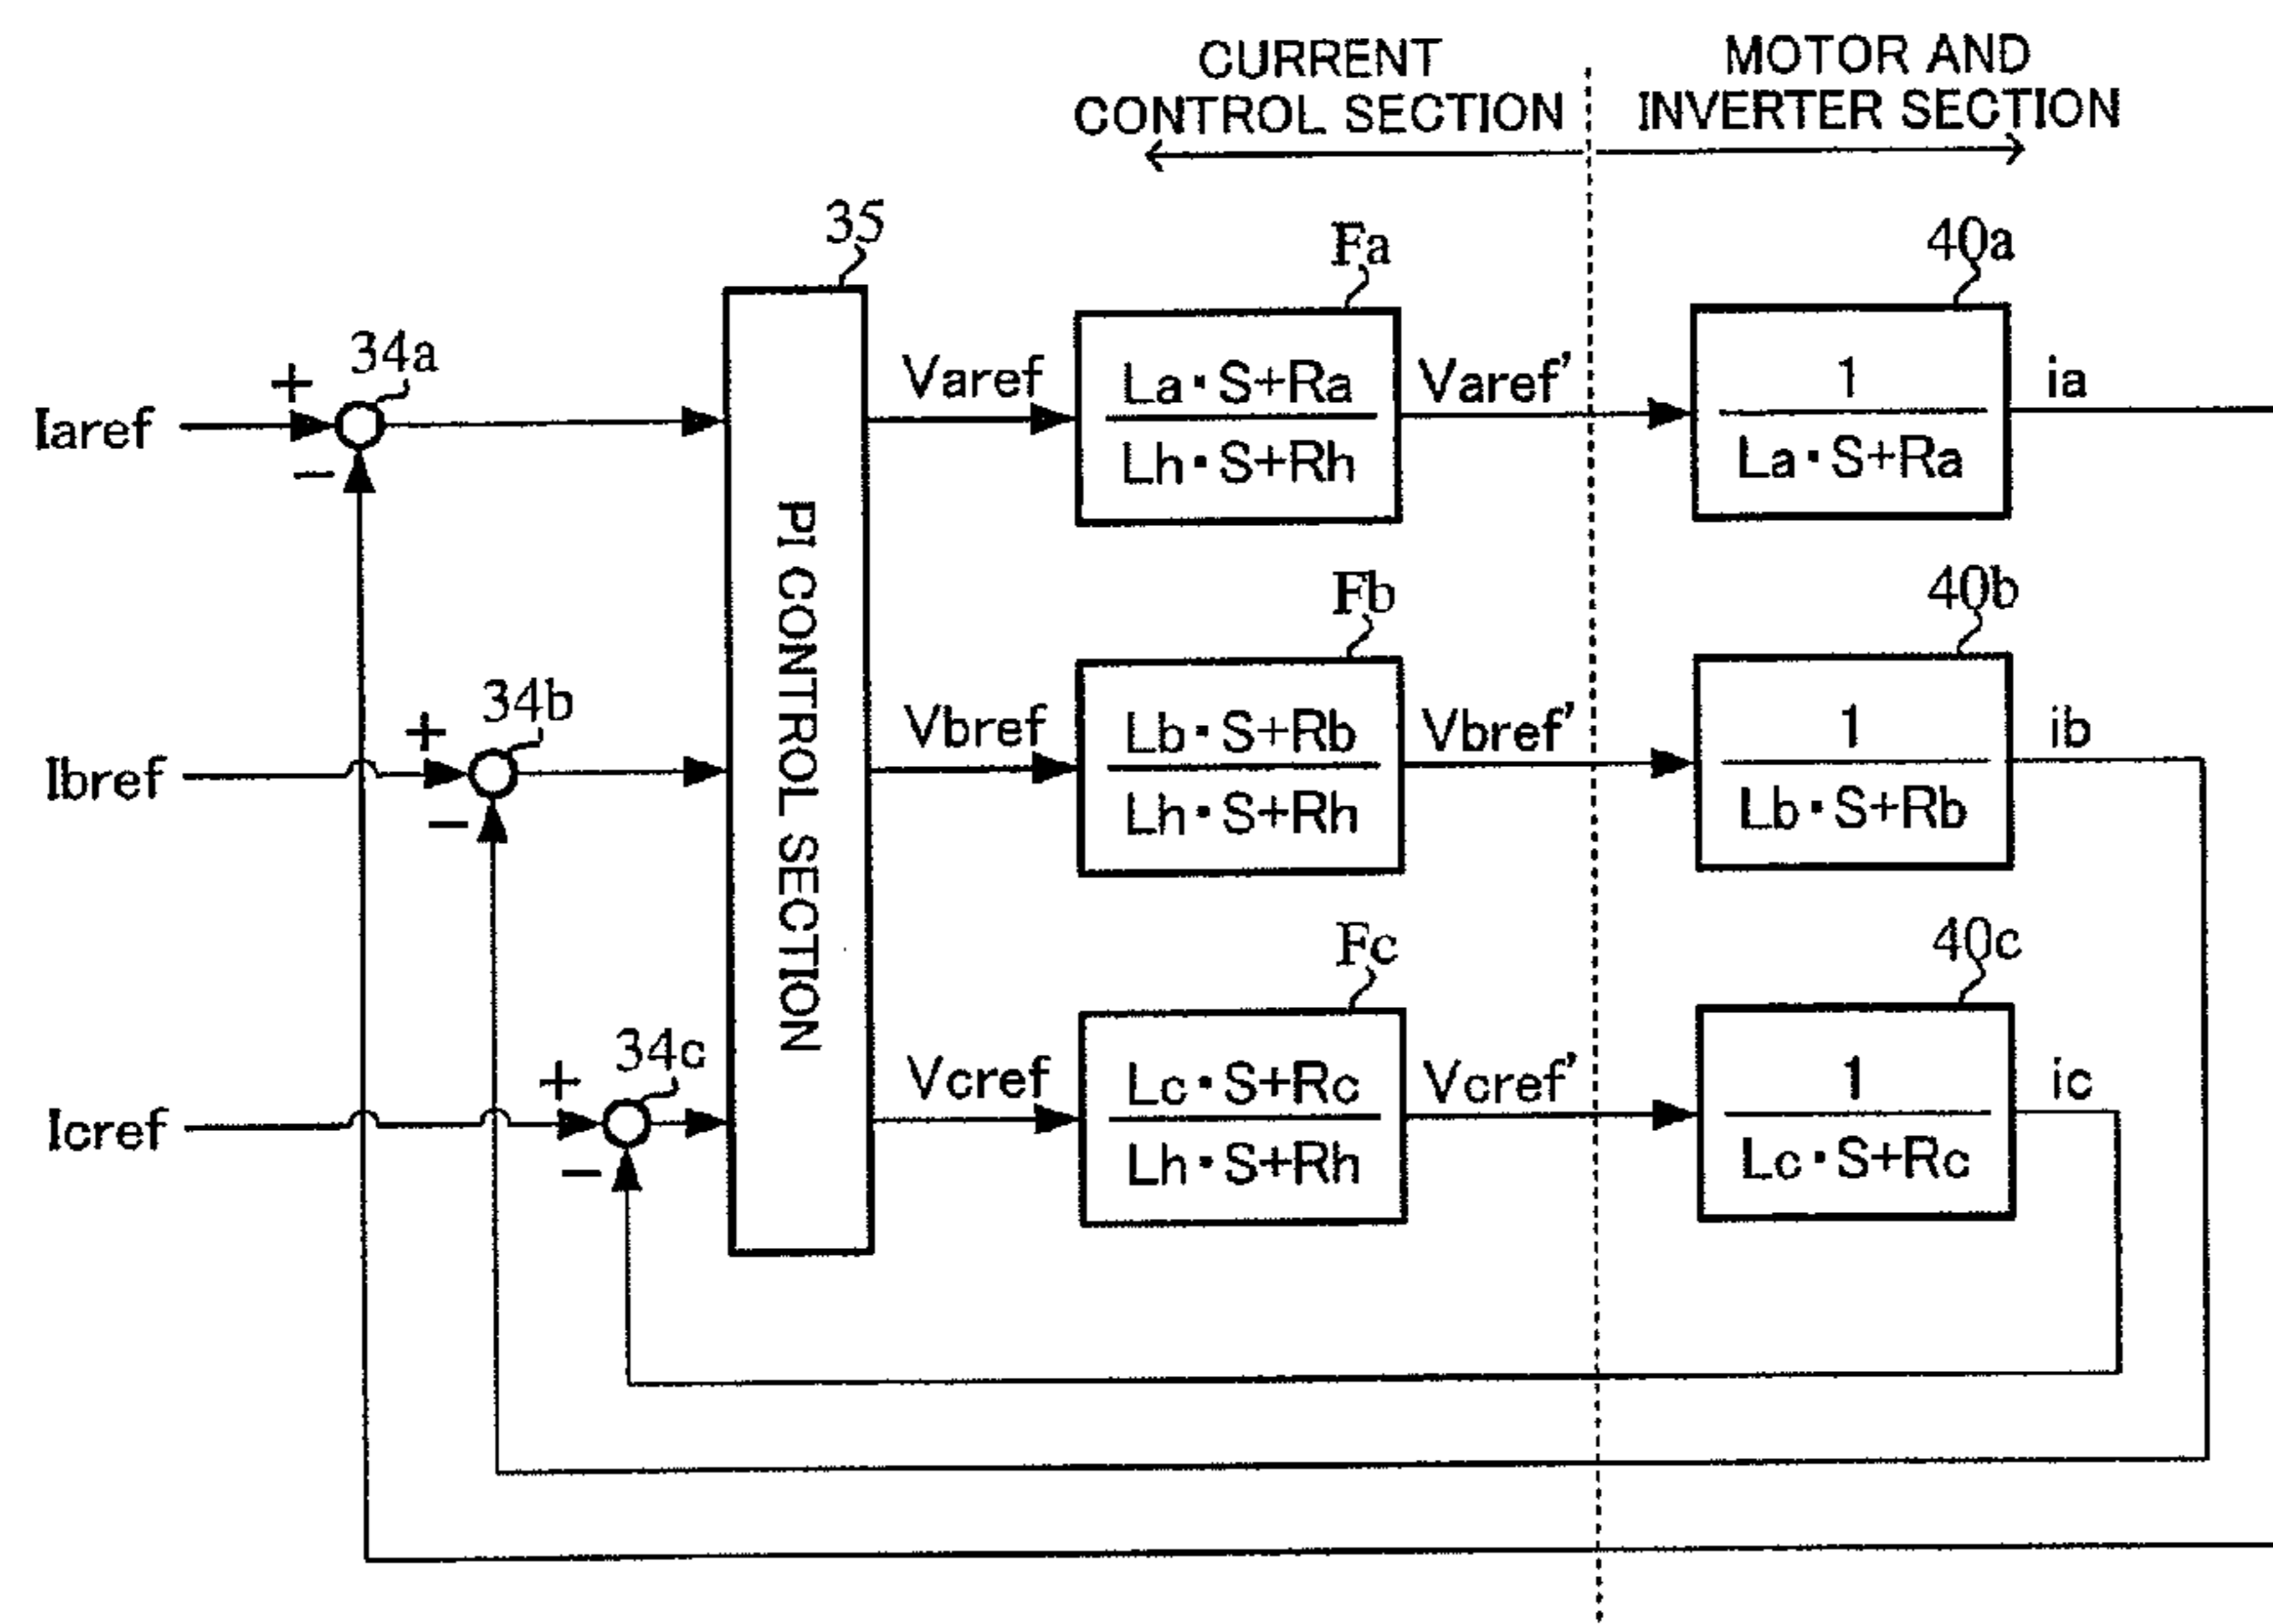 CURRENT
CONTROL SECTION
MOTOR AND
INVERTER SECTION
35
Fa
40a
34a
+
Iaref
−
Varef
La·S+Ra
Lh·S+Rh
Varef'
1
La·S+Ra
ia
PI CONTROL SECTION
Fb
40b
34b
+
Ibref
−
Vbref
Lb·S+Rb
Lh·S+Rh
Vbref'
1
Lb·S+Rb
ib
Fc
40c
34c
+
Icref
−
Vcref
Lc·S+Rc
Lh·S+Rh
Vcref'
1
Lc·S+Rc
ic